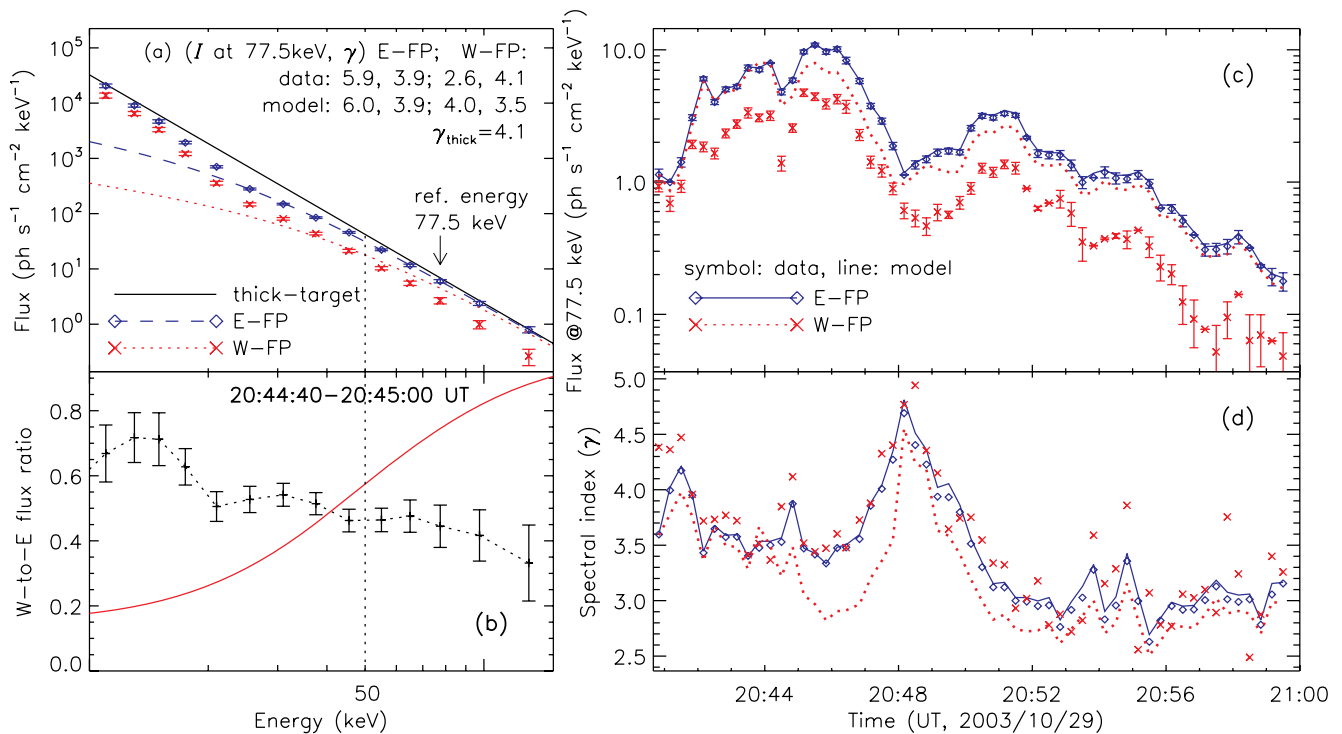 (a) (I at 77.5keV, γ) E-FP; W-FP:
data: 5.9, 3.9; 2.6, 4.1
model: 6.0, 3.9; 4.0, 3.5
γthick=4.1
ref. energy
77.5 keV
thick-target
E-FP
W-FP
Flux (ph s⁻¹ cm⁻² keV⁻¹)
10⁵
10⁴
10³
10²
10¹
10⁰
20:44:40-20:45:00 UT
(b)
W-to-E flux ratio
0.8
0.6
0.4
0.2
0.0
50
Energy (keV)
(c)
symbol: data, line: model
E-FP
W-FP
Flux @77.5 keV (ph s⁻¹ cm⁻² keV⁻¹)
10.0
1.0
0.1
(d)
Spectral index (γ)
5.0
4.5
4.0
3.5
3.0
2.5
20:44 20:48 20:52 20:56 21:00
Time (UT, 2003/10/29)